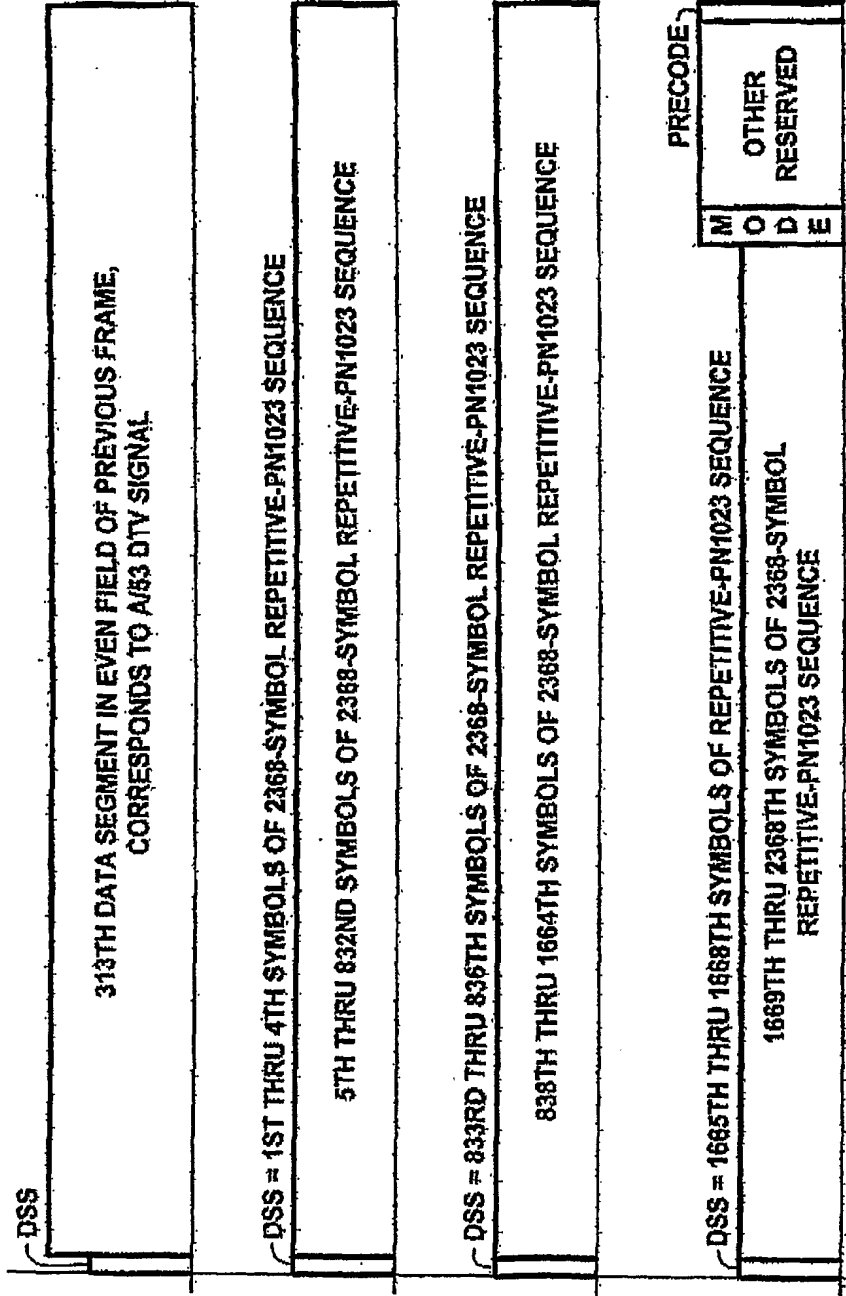 DSS
313TH DATA SEGMENT IN EVEN FIELD OF PREVIOUS FRAME,
CORRESPONDS TO A/53 DTV SIGNAL
DSS = 1ST THRU 4TH SYMBOLS OF 2368-SYMBOL REPETITIVE-PN1023 SEQUENCE
5TH THRU 832ND SYMBOLS OF 2368-SYMBOL REPETITIVE-PN1023 SEQUENCE
DSS = 833RD THRU 836TH SYMBOLS OF 2368-SYMBOL REPETITIVE-PN1023 SEQUENCE
838TH THRU 1664TH SYMBOLS OF 2368-SYMBOL REPETITIVE-PN1023 SEQUENCE
DSS = 1665TH THRU 1668TH SYMBOLS OF REPETITIVE-PN1023 SEQUENCE
PRECODE
1669TH THRU 2368TH SYMBOLS OF 2368-SYMBOL
REPETITIVE-PN1023 SEQUENCE
MODE
OTHER
RESERVED